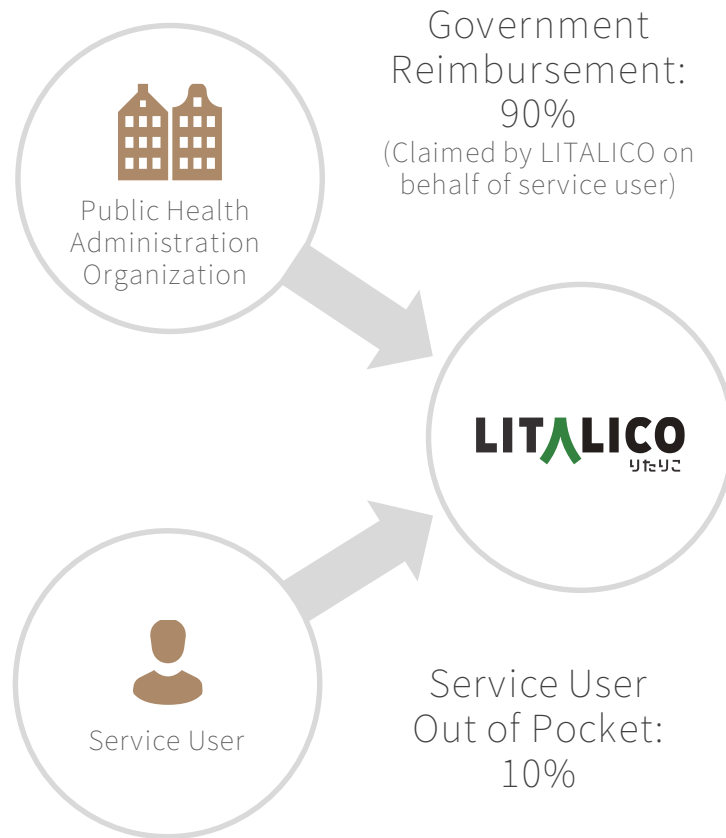 Government
Reimbursement:
90%
(Claimed by LITALICO on
behalf of service user)
Public Health
Administration
Organization
LITALICO
りたりこ
Service User
Service User
Out of Pocket:
10%